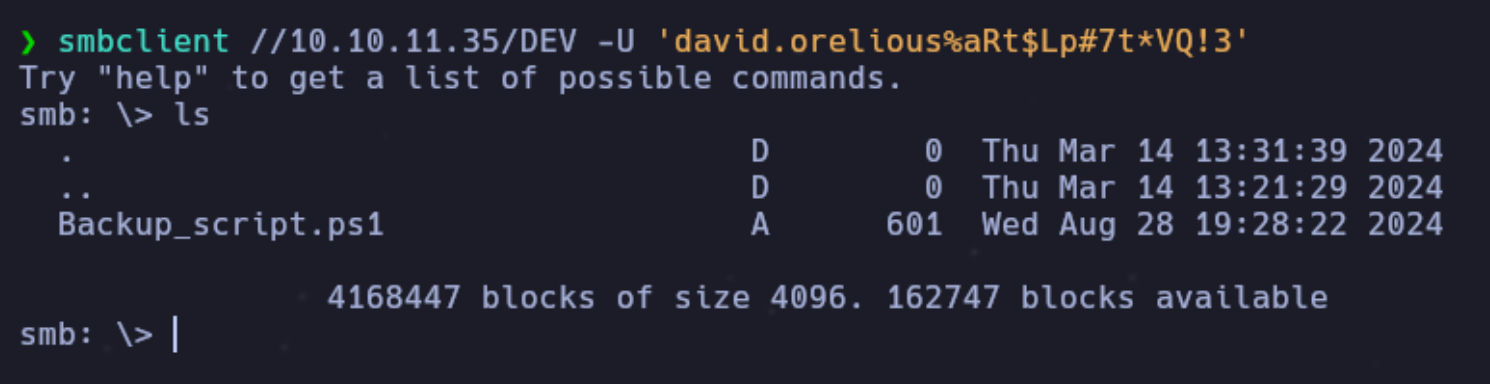 ❯ smbclient //10.10.11.35/DEV -U 'david.orelious%aRt$Lp#7t*VQ!3'
Try "help" to get a list of possible commands.
smb: \> ls
  .                                   D        0  Thu Mar 14 13:31:39 2024
  ..                                  D        0  Thu Mar 14 13:21:29 2024
  Backup_script.ps1                   A      601  Wed Aug 28 19:28:22 2024
                4168447 blocks of size 4096. 162747 blocks available
smb: \>